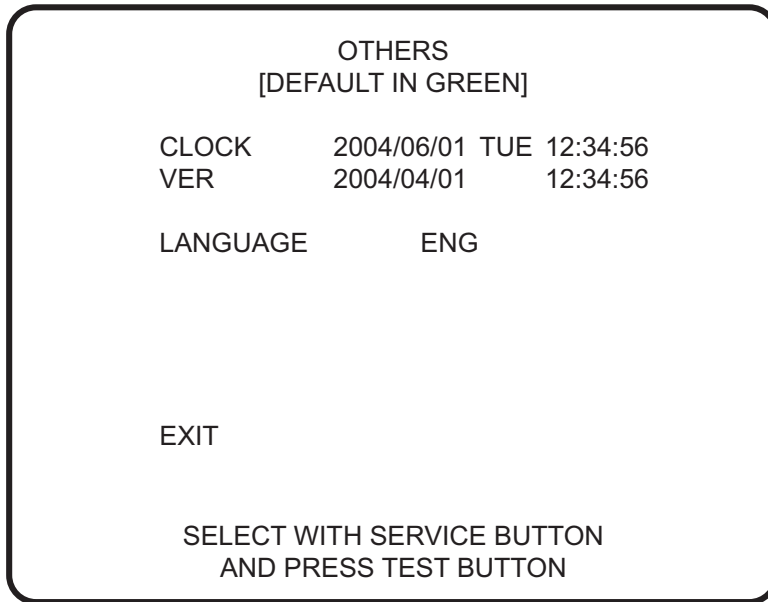 OTHERS
[DEFAULT IN GREEN]
CLOCK 2004/06/01 TUE 12:34:56
VER 2004/04/01 12:34:56
LANGUAGE ENG
EXIT
SELECT WITH SERVICE BUTTON
AND PRESS TEST BUTTON